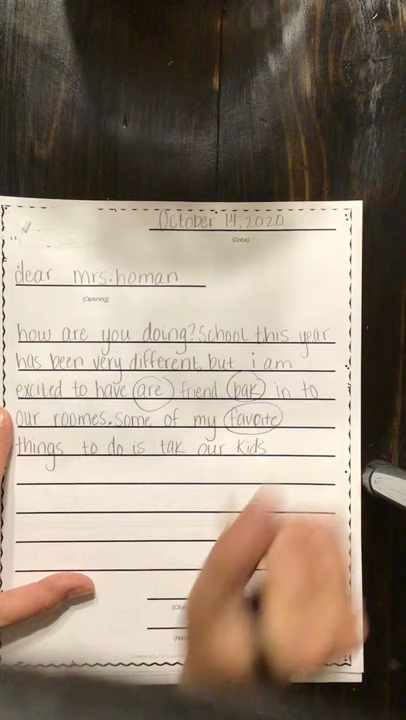 October 14, 2020
(Date)
dear mrs.homan
(Opening)
how are you doing?School this year
has been very different. but i am
excited to have are friend bak in to
our roomes.some of my favotie
things to do is tak our kids